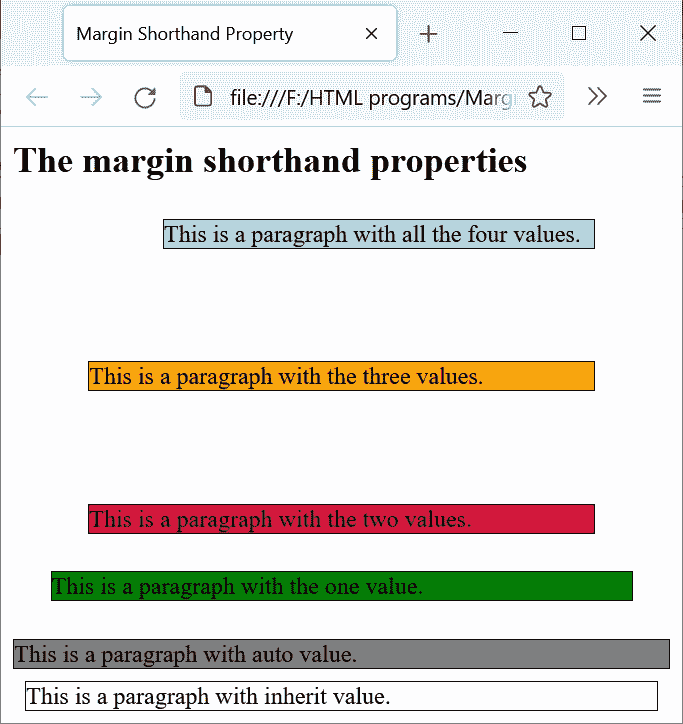 Margin Shorthand Property
file:///F:/HTML programs/Marg
The margin shorthand properties
This is a paragraph with all the four values.
This is a paragraph with the three values.
This is a paragraph with the two values.
This is a paragraph with the one value.
This is a paragraph with auto value.
This is a paragraph with inherit value.